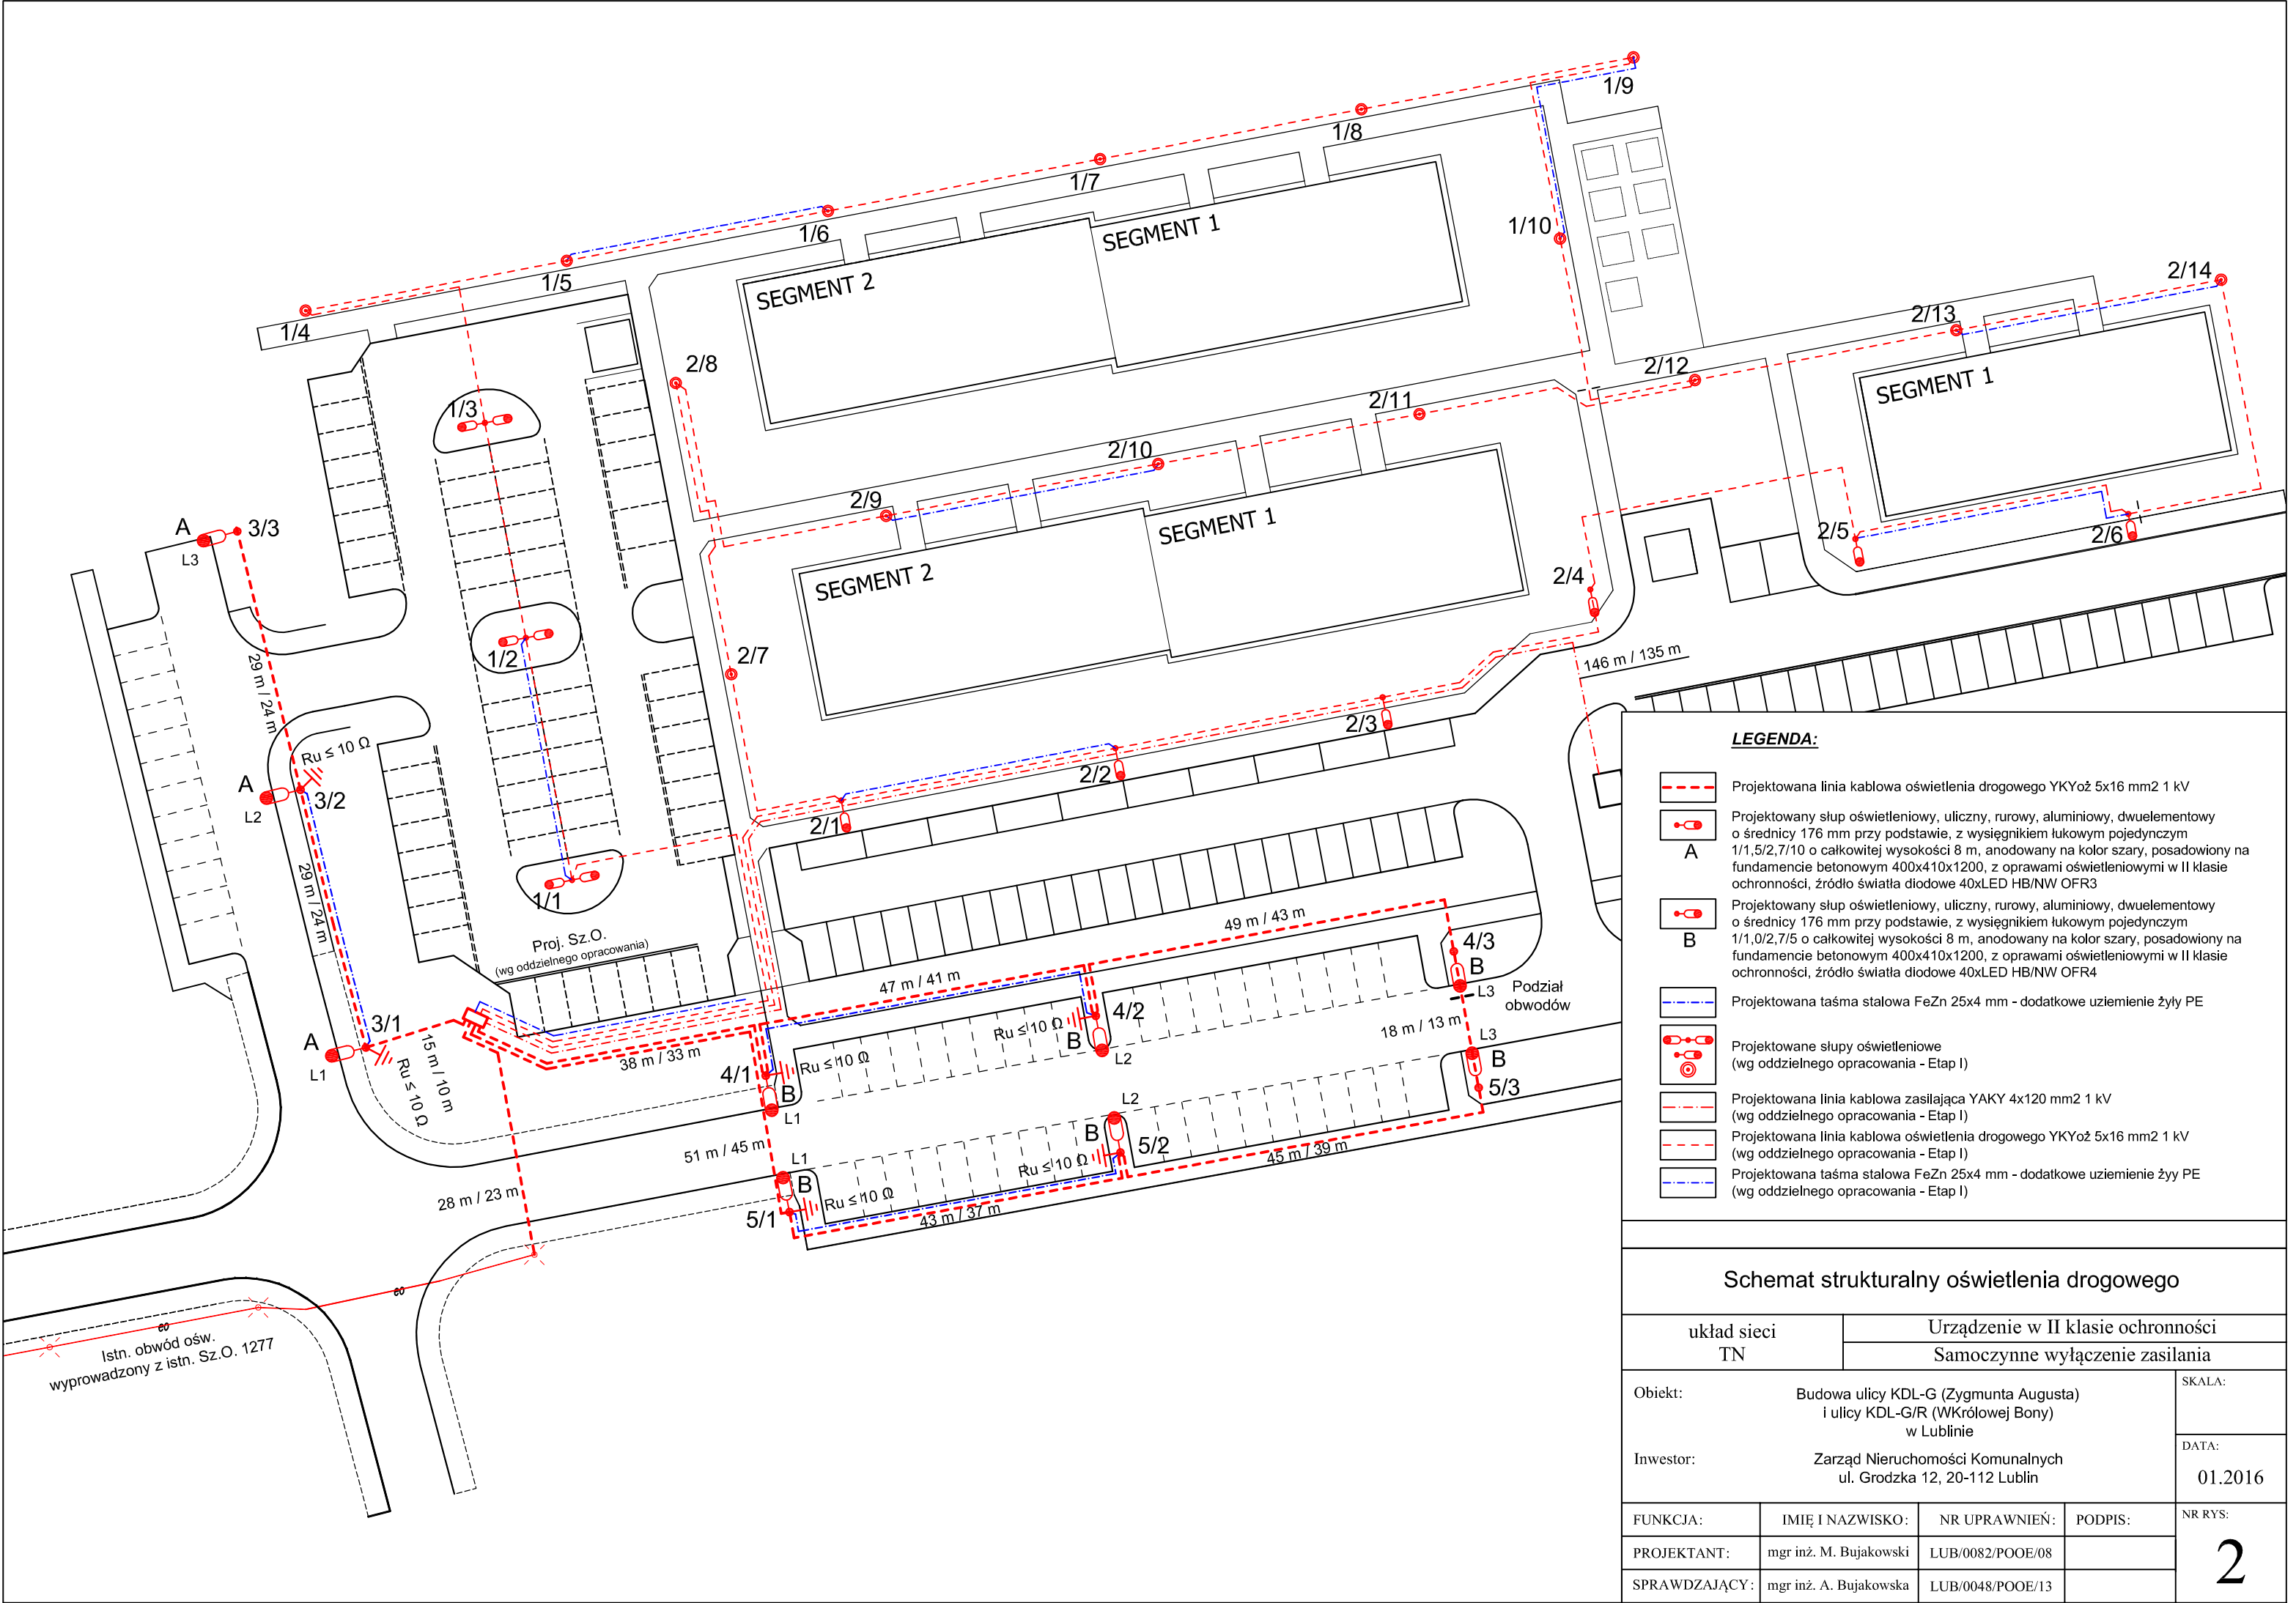 1/9
1/8
1/7
1/6
1/5
1/4
1/10
SEGMENT 1
SEGMENT 2
2/14
2/13
2/12
2/11
2/10
2/9
2/8
SEGMENT 1
1/3
A
3/3
L3
SEGMENT 1
SEGMENT 2
2/5
2/6
2/4
1/2
2/7
146 m / 135 m
29 m / 24 m
Ru ≤ 10 Ω
A
3/2
L2
2/3
2/2
2/1
29 m / 24 m
1/1
Proj. Sz.O.
(wg oddzielnego opracowania)
49 m / 43 m
4/3
B
L3
Podział
obwodów
47 m / 41 m
3/1
A
L1
15 m / 10 m
Ru ≤ 10 Ω
38 m / 33 m
Ru ≤ 10 Ω
4/2
B
L2
18 m / 13 m
L3
B
5/3
4/1
Ru ≤ 10 Ω
B
L1
L2
B
5/2
Ru ≤ 10 Ω
45 m / 39 m
51 m / 45 m
L1
B
Ru ≤ 10 Ω
5/1
43 m / 37 m
28 m / 23 m
Istn. obwód ośw.
wyprowadzony z istn. Sz.O. 1277
LEGENDA:
Projektowana linia kablowa oświetlenia drogowego YKYoż 5x16 mm2 1 kV
A
Projektowany słup oświetleniowy, uliczny, rurowy, aluminiowy, dwuelementowy
o średnicy 176 mm przy podstawie, z wysięgnikiem łukowym pojedynczym
1/1,5/2,7/10 o całkowitej wysokości 8 m, anodowany na kolor szary, posadowiony na
fundamencie betonowym 400x410x1200, z oprawami oświetleniowymi w II klasie
ochronności, źródło światła diodowe 40xLED HB/NW OFR3
B
Projektowany słup oświetleniowy, uliczny, rurowy, aluminiowy, dwuelementowy
o średnicy 176 mm przy podstawie, z wysięgnikiem łukowym pojedynczym
1/1,0/2,7/5 o całkowitej wysokości 8 m, anodowany na kolor szary, posadowiony na
fundamencie betonowym 400x410x1200, z oprawami oświetleniowymi w II klasie
ochronności, źródło światła diodowe 40xLED HB/NW OFR4
Projektowana taśma stalowa FeZn 25x4 mm - dodatkowe uziemienie żyły PE
Projektowane słupy oświetleniowe
(wg oddzielnego opracowania - Etap I)
Projektowana linia kablowa zasilająca YAKY 4x120 mm2 1 kV
(wg oddzielnego opracowania - Etap I)
Projektowana linia kablowa oświetlenia drogowego YKYoż 5x16 mm2 1 kV
(wg oddzielnego opracowania - Etap I)
Projektowana taśma stalowa FeZn 25x4 mm - dodatkowe uziemienie żyy PE
(wg oddzielnego opracowania - Etap I)
Schemat strukturalny oświetlenia drogowego
układ sieci
TN
Urządzenie w II klasie ochronności
Samoczynne wyłączenie zasilania
Obiekt:
Budowa ulicy KDL-G (Zygmunta Augusta)
i ulicy KDL-G/R (WKrólowej Bony)
w Lublinie
Inwestor:
Zarząd Nieruchomości Komunalnych
ul. Grodzka 12, 20-112 Lublin
SKALA:
DATA:
01.2016
FUNKCJA: IMIĘ I NAZWISKO: NR UPRAWNIEŃ: PODPIS:
PROJEKTANT: mgr inż. M. Bujakowski LUB/0082/POOE/08
SPRAWDZAJĄCY: mgr inż. A. Bujakowska LUB/0048/POOE/13
NR RYS:
2